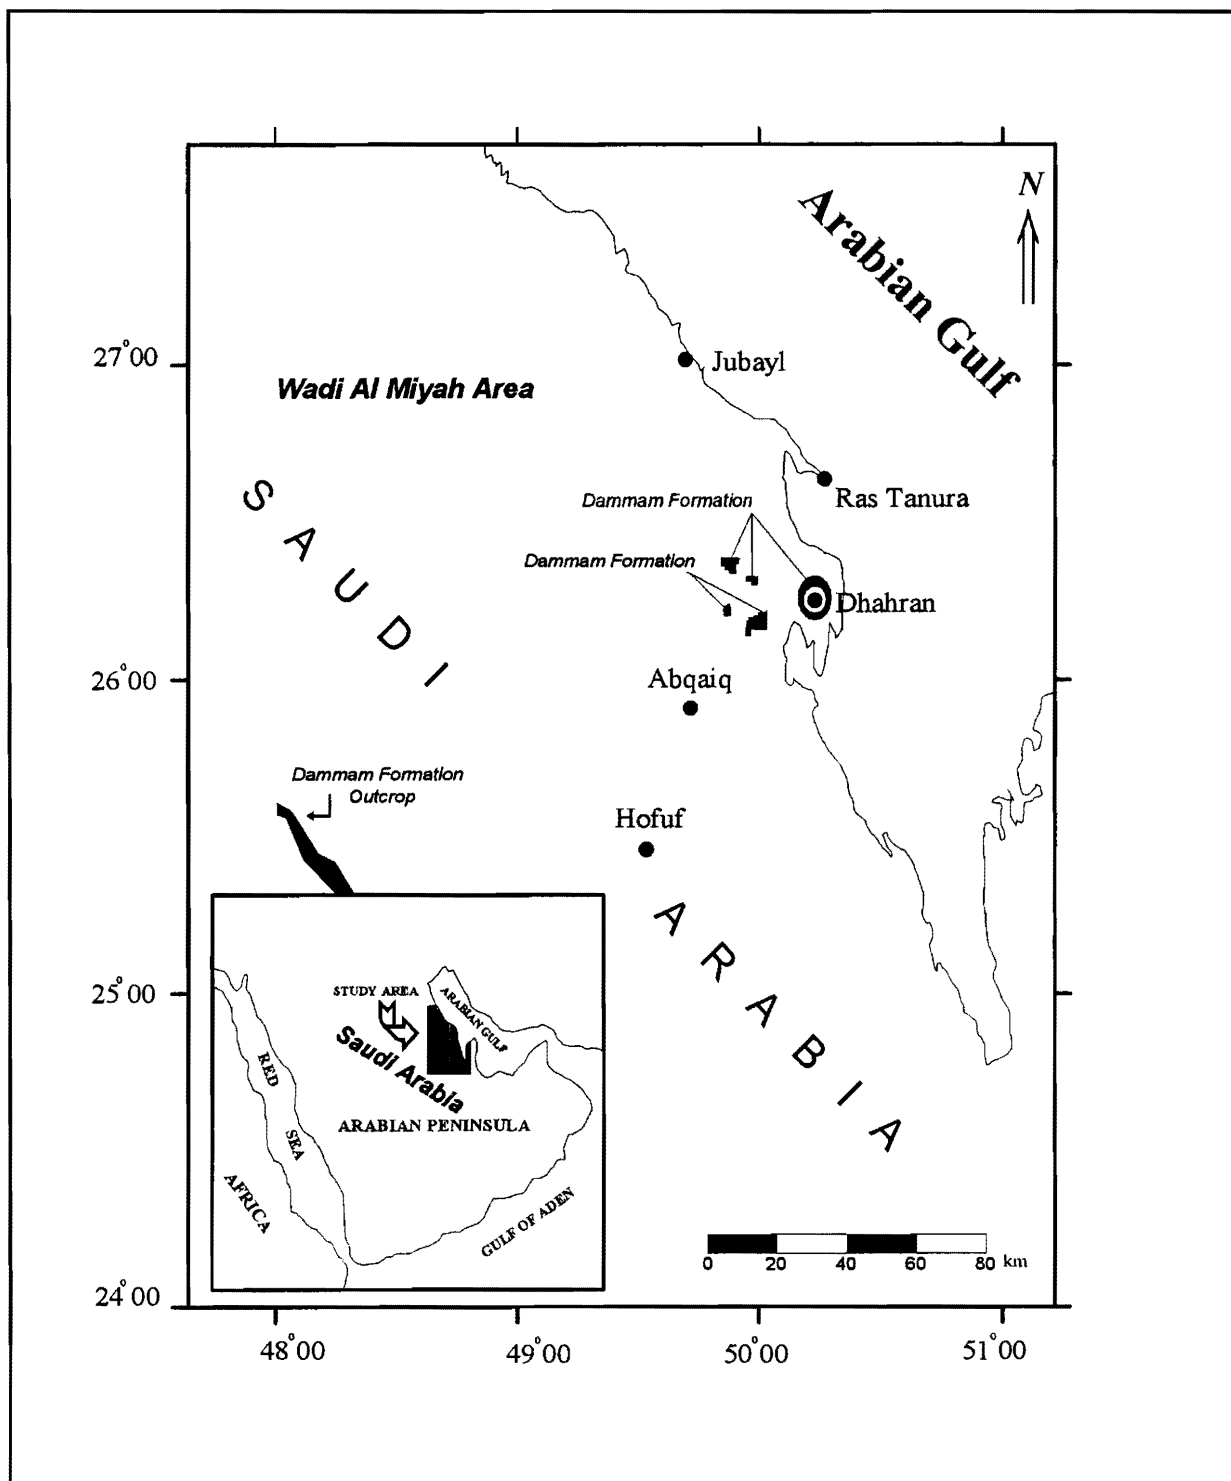 N
Arabian Gulf
27°00
Jubayl
Wadi Al Miyah Area
Ras Tanura
Dammam Formation
Dammam Formation
Dhahran
SAUDI
26°00
Abqaiq
Dammam Formation
Outcrop
Hofuf
ARABIA
25°00
STUDY AREA
ARABIAN GULF
Saudi Arabia
RED
SEA
ARABIAN PENINSULA
AFRICA
GULF OF ADEN
0 20 40 60 80 km
24°00
48°00 49°00 50°00 51°00